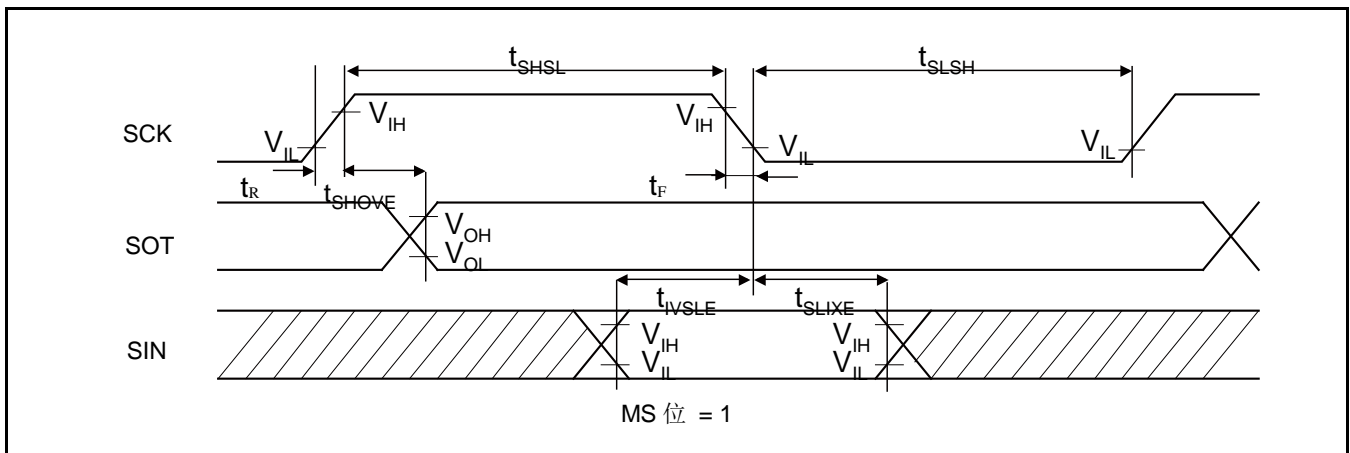 tSHSL
tSLSH
SCK
VIH
VIH
VIL
VIL
VIL
tR
tSHOVE
tF
SOT
VOH
VOL
tIVSLE
tSLIXE
SIN
VIH
VIH
VIL
VIL
MS 位 = 1